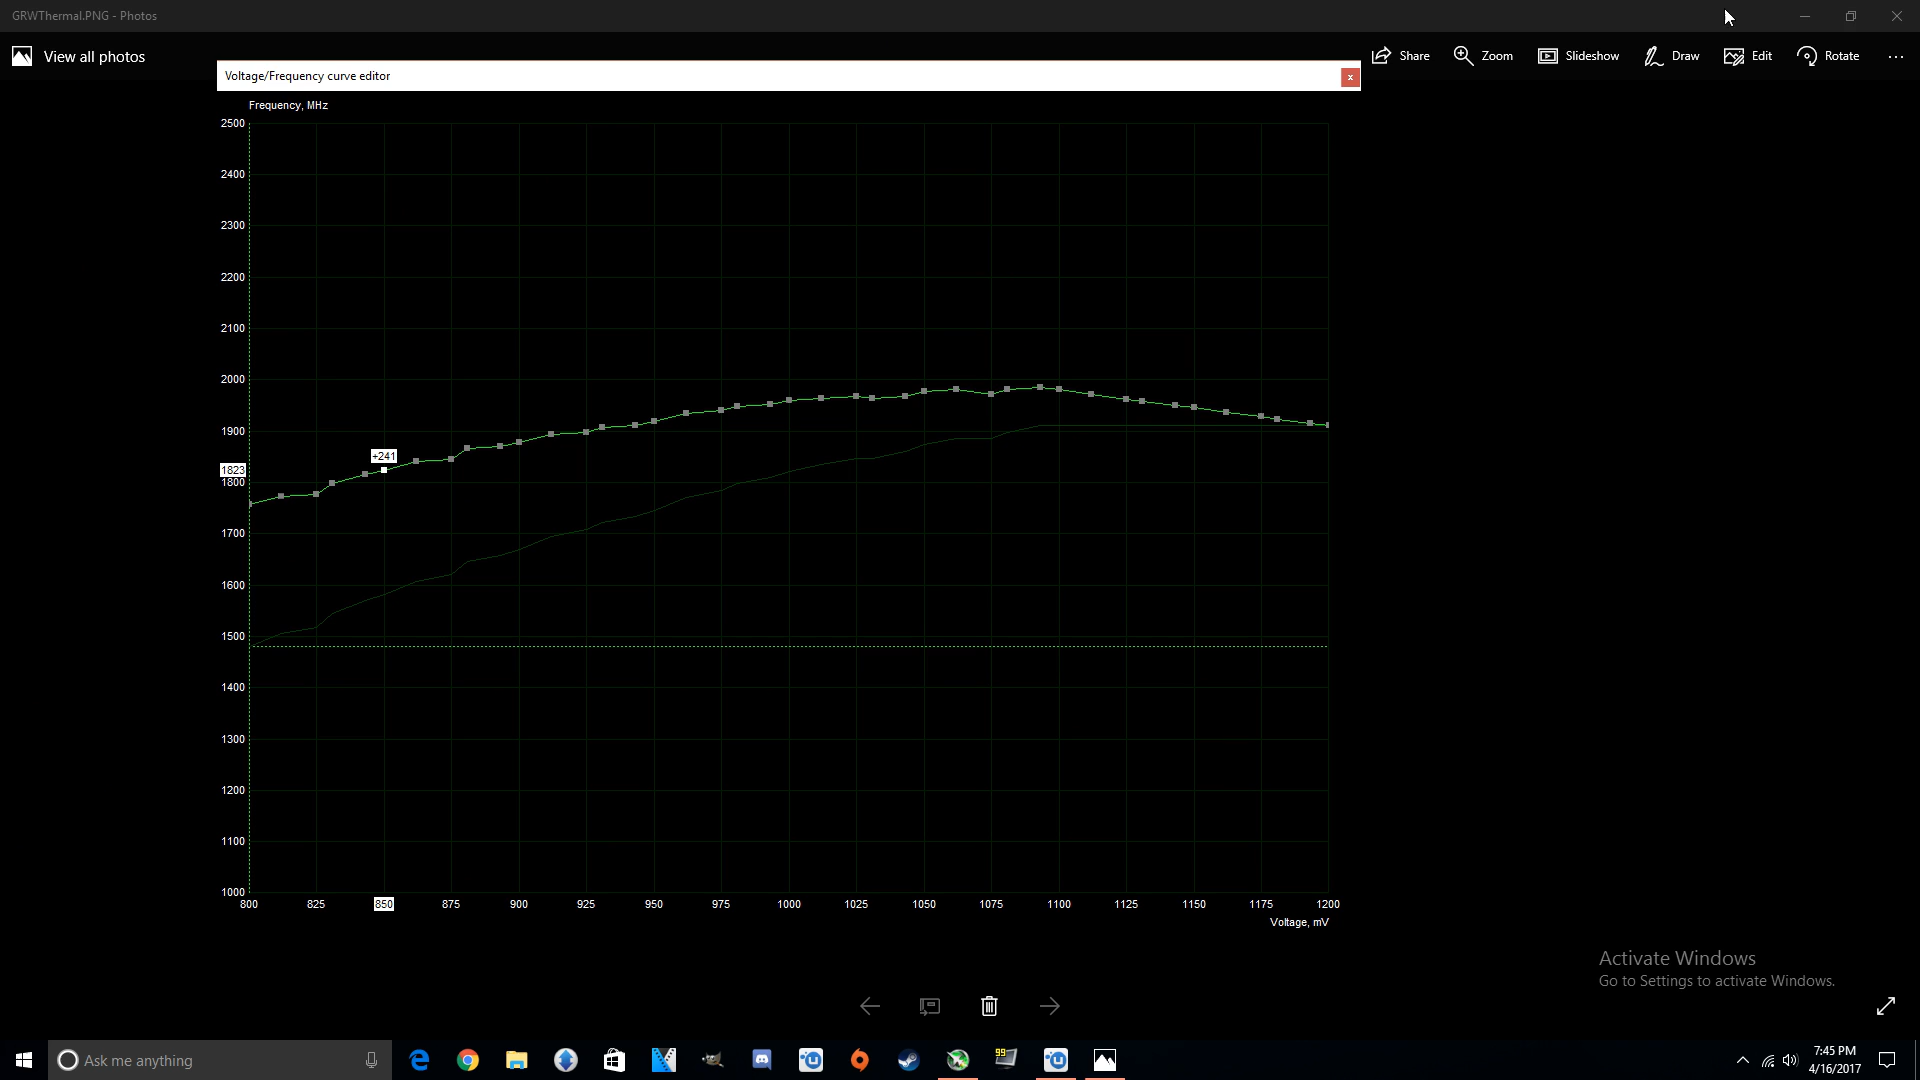 GRWThermal.PNG - Photos
View all photos
Share
Zoom
Slideshow
Draw
Edit
Rotate
Voltage/Frequency curve editor
x
Frequency, MHz
2500
2400
2300
2200
2100
2000
1900
+241
1823
1800
1700
1600
1500
1400
1300
1200
1100
1000
800 825 850 875 900 925 950 975 1000 1025 1050 1075 1100 1125 1150 1175 1200
Voltage, mV
Activate Windows
Go to Settings to activate Windows.
Ask me anything
99
7:45 PM
4/16/2017